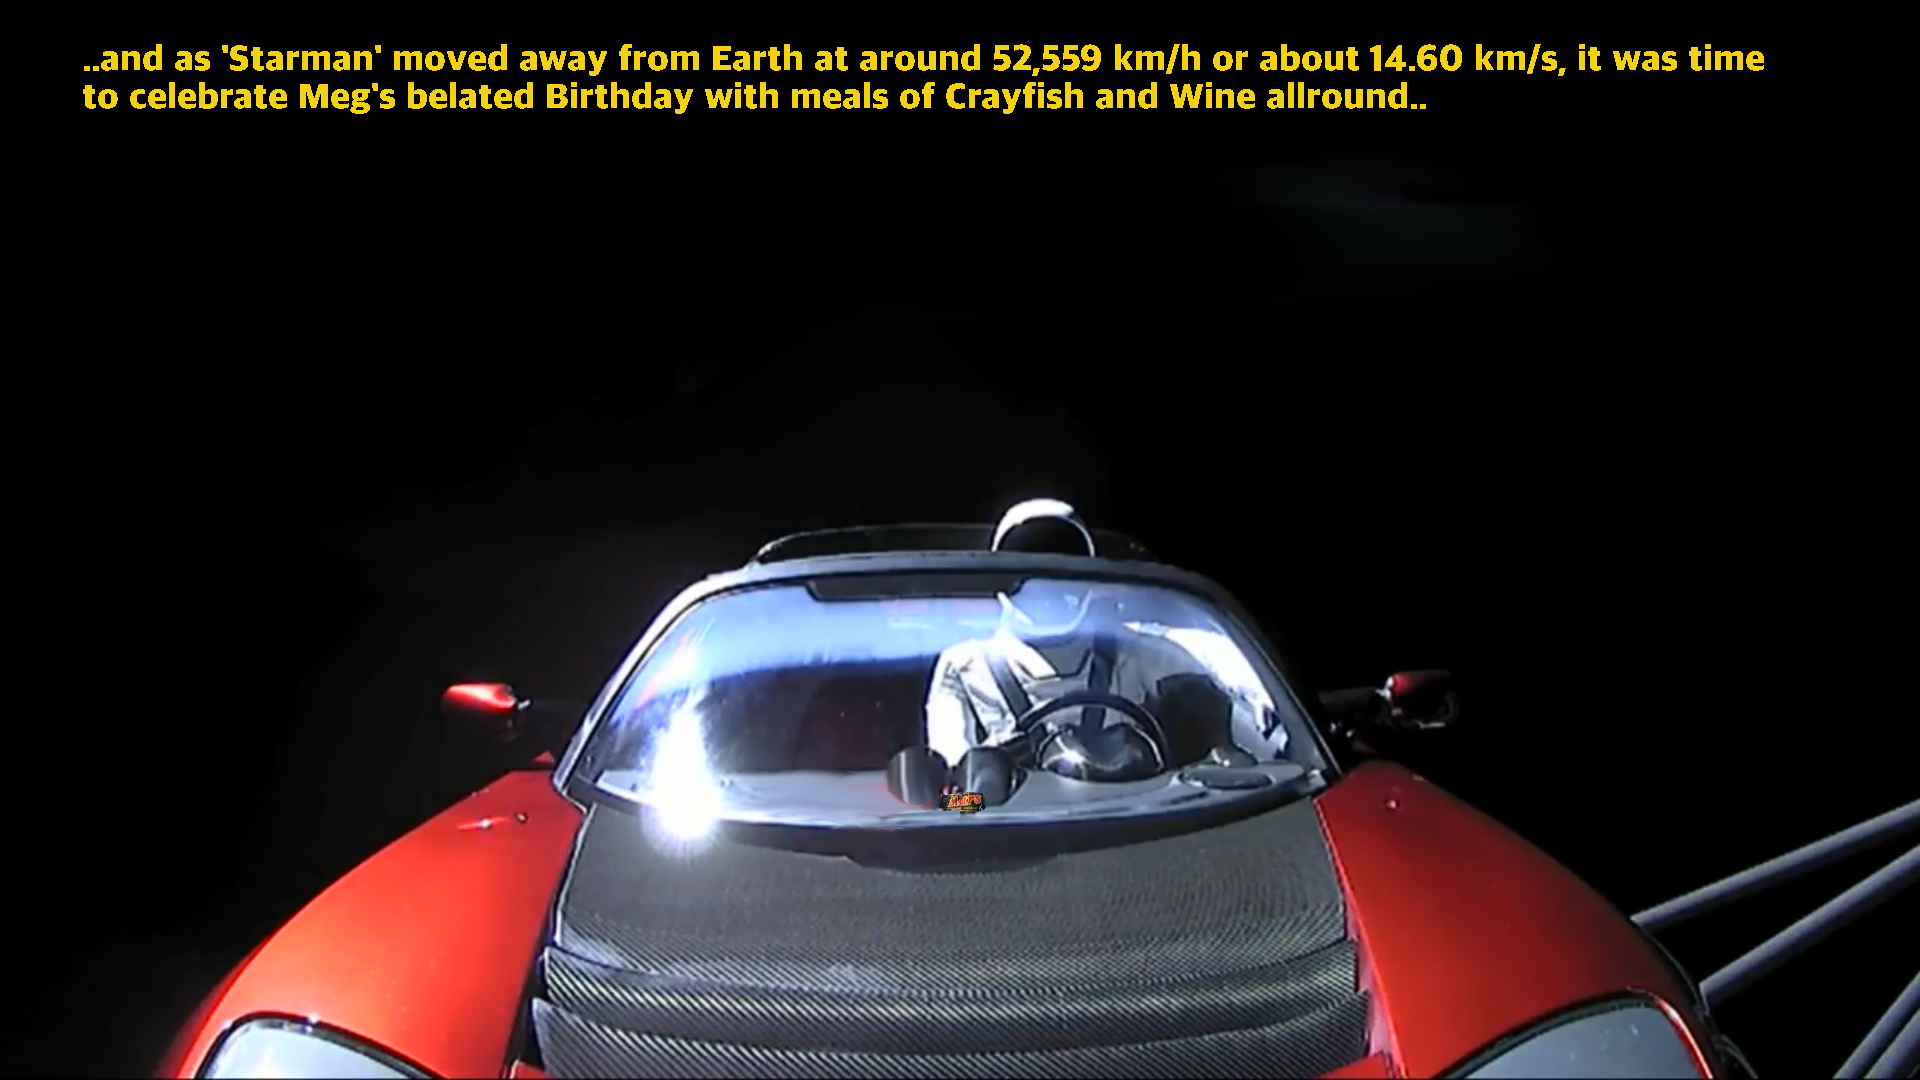 ..and as 'Starman' moved away from Earth at around 52,559 km/h or about 14.60 km/s, it was time
to celebrate Meg's belated Birthday with meals of Crayfish and Wine allround..
Mars